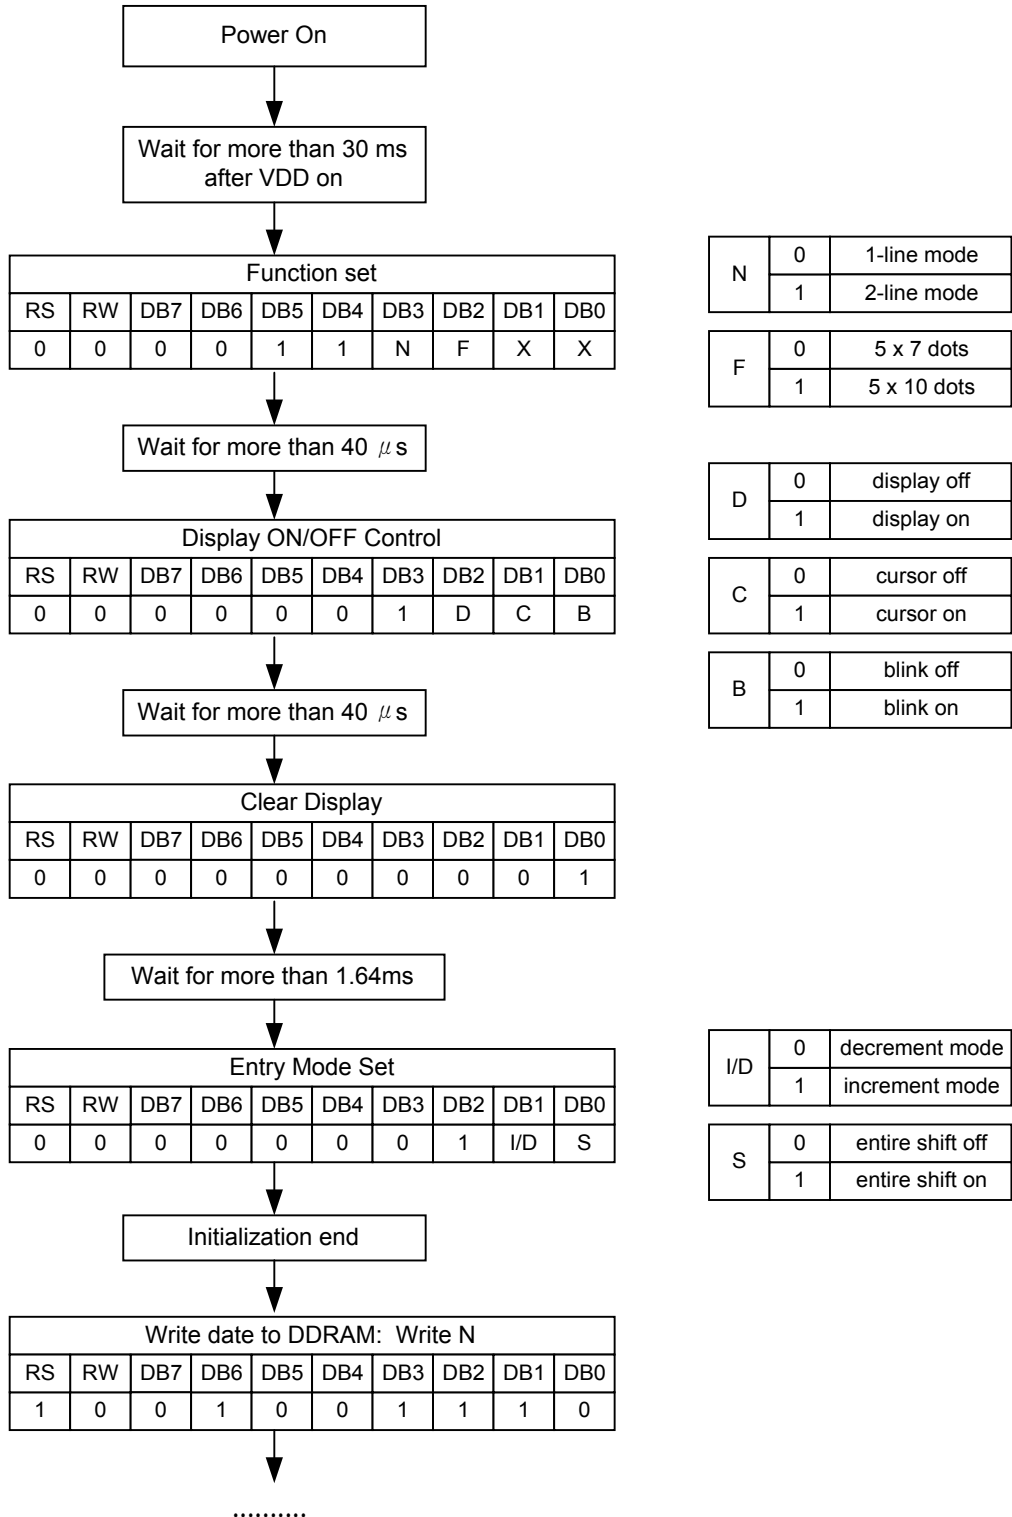 Power On
Wait for more than 30 ms
after VDD on
Function set
RS RW DB7 DB6 DB5 DB4 DB3 DB2 DB1 DB0
0 0 0 0 1 1 N F X X
N 0 1-line mode
1 2-line mode
F 0 5 x 7 dots
1 5 x 10 dots
Wait for more than 40 μs
Display ON/OFF Control
RS RW DB7 DB6 DB5 DB4 DB3 DB2 DB1 DB0
0 0 0 0 0 0 1 D C B
D 0 display off
1 display on
C 0 cursor off
1 cursor on
B 0 blink off
1 blink on
Wait for more than 40 μs
Clear Display
RS RW DB7 DB6 DB5 DB4 DB3 DB2 DB1 DB0
0 0 0 0 0 0 0 0 0 1
Wait for more than 1.64ms
Entry Mode Set
RS RW DB7 DB6 DB5 DB4 DB3 DB2 DB1 DB0
0 0 0 0 0 0 0 1 I/D S
I/D 0 decrement mode
1 increment mode
S 0 entire shift off
1 entire shift on
Initialization end
Write date to DDRAM: Write N
RS RW DB7 DB6 DB5 DB4 DB3 DB2 DB1 DB0
1 0 0 1 0 0 1 1 1 0
..........